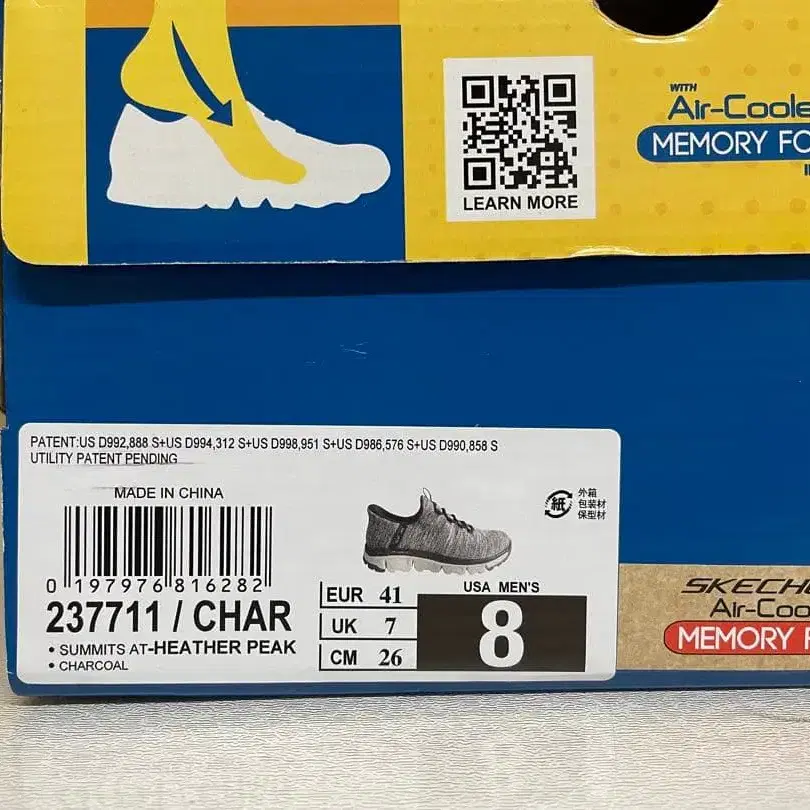 WITH
Air-Coole
MEMORY FO
LEARN MORE
PATENT:US D992,888 S+US D994,312 S+US D998,951 S+US D986,576 S+US D990,858 S
UTILITY PATENT PENDING
MADE IN CHINA
0 197976 816282
237711 / CHAR
• SUMMITS AT-HEATHER PEAK
• CHARCOAL
紙
外箱
包装材
保型材
EUR 41
UK 7
CM 26
USA MEN'S
8
SKECHE
Air-Coo
MEMORY F